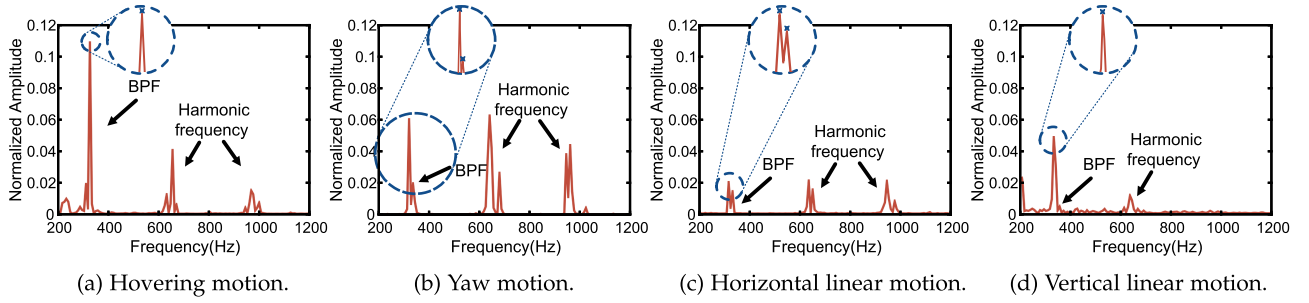 Normalized Amplitude
0.12
0.1
0.08
0.06
0.04
0.02
0
200 400 600 800 1000 1200
Frequency(Hz)
BPF
Harmonic
frequency
(a) Hovering motion.
Normalized Amplitude
0.12
0.1
0.08
0.06
0.04
0.02
0
200 400 600 800 1000 1200
Frequency(Hz)
BPF
Harmonic
frequency
(b) Yaw motion.
Normalized Amplitude
0.12
0.1
0.08
0.06
0.04
0.02
0
200 400 600 800 1000 1200
Frequency(Hz)
BPF
Harmonic
frequency
(c) Horizontal linear motion.
Normalized Amplitude
0.12
0.1
0.08
0.06
0.04
0.02
0
200 400 600 800 1000 1200
Frequency(Hz)
BPF
Harmonic
frequency
(d) Vertical linear motion.